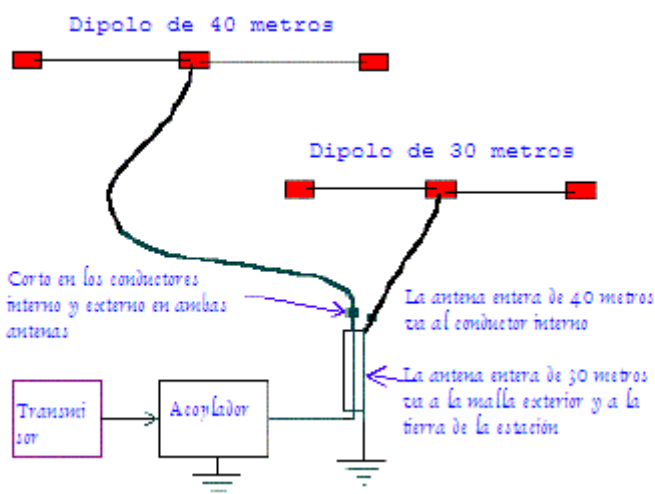 Dipolo de 40 metros
Dipolo de 30 metros
Corto en los conductores
interno y externo en ambas
antenas
La antena entera de 40 metros
va al conductor interno
La antena entera de 30 metros
va a la malla exterior y a la
tierra de la estación
Transmi
sor
Acoplador